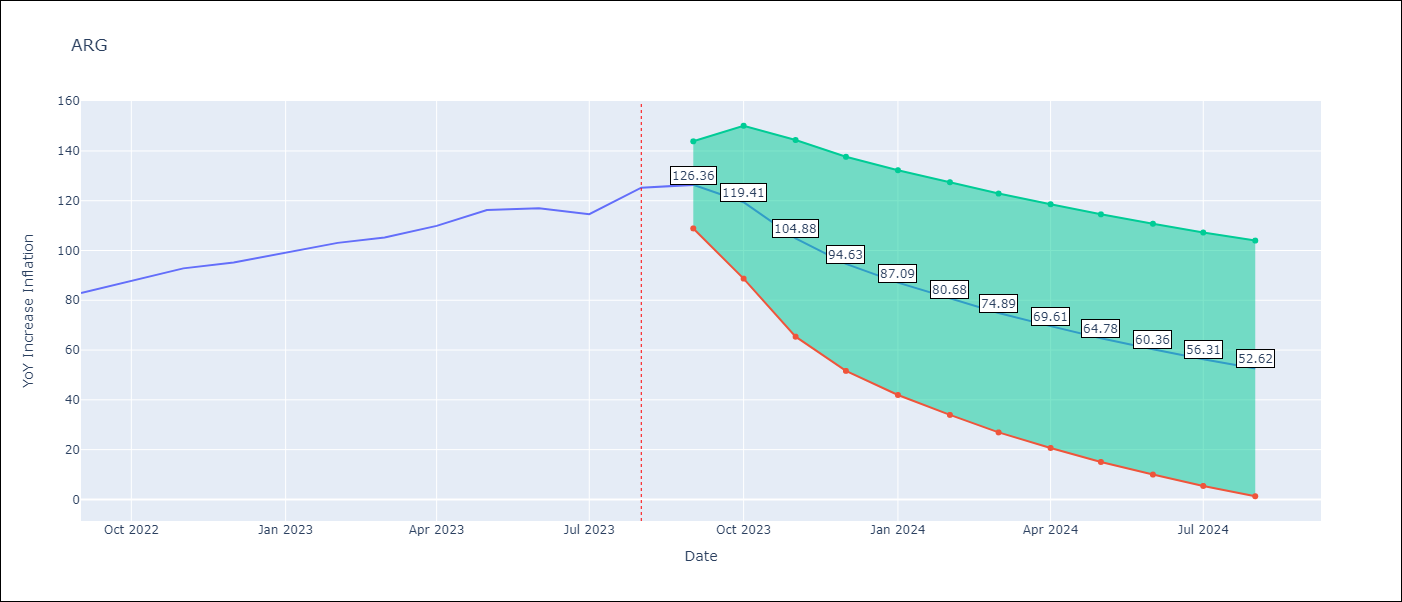 ARG
YoY Increase Inflation
160
140
120
100
80
60
40
20
0
126.36
119.41
104.88
94.63
87.09
80.68
74.89
69.61
64.78
60.36
56.31
52.62
Oct 2022
Jan 2023
Apr 2023
Jul 2023
Oct 2023
Jan 2024
Apr 2024
Jul 2024
Date